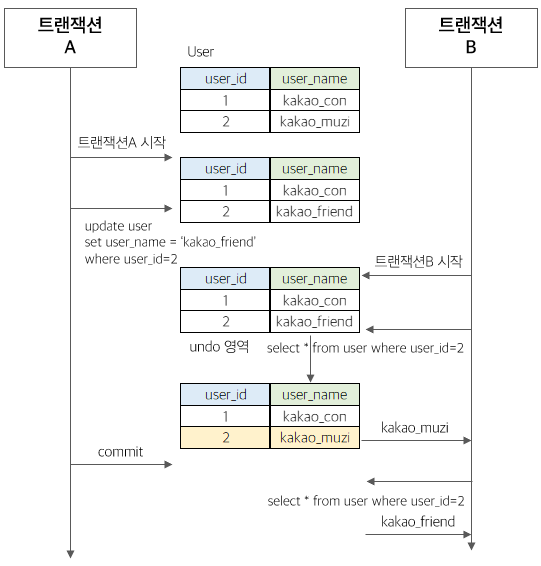 트랜잭션
A
트랜잭션
B
User
user_id user_name
1 kakao_con
2 kakao_muzi
트랜잭션A 시작
user_id user_name
1 kakao_con
2 kakao_friend
update user
set user_name = 'kakao_friend'
where user_id=2
트랜잭션B 시작
user_id user_name
1 kakao_con
2 kakao_friend
undo 영역
select * from user where user_id=2
user_id user_name
1 kakao_con
2 kakao_muzi
kakao_muzi
commit
select * from user where user_id=2
kakao_friend